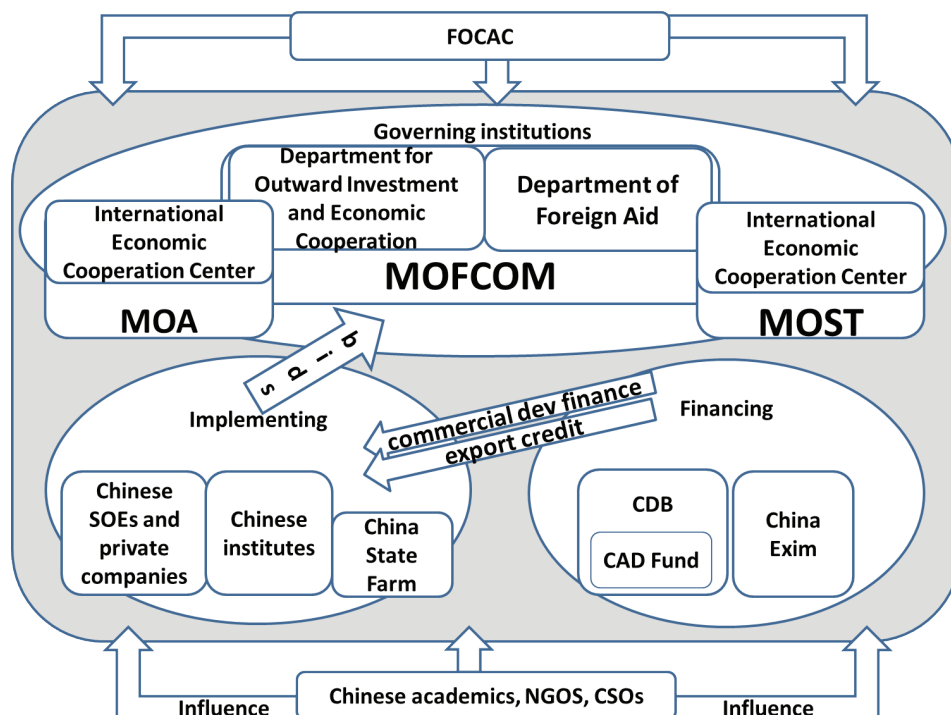 FOCAC
Governing institutions
Department for
Outward Investment
and Economic
Cooperation
Department of
Foreign Aid
International
Economic
Cooperation Center
International
Economic
Cooperation Center
MOFCOM
MOA
MOST
bids
Implementing
commercial dev finance
export credit
Financing
Chinese
SOEs and
private
companies
Chinese
institutes
China
State
Farm
CDB
CAD Fund
China
Exim
Chinese academics, NGOS, CSOs
Influence
Influence